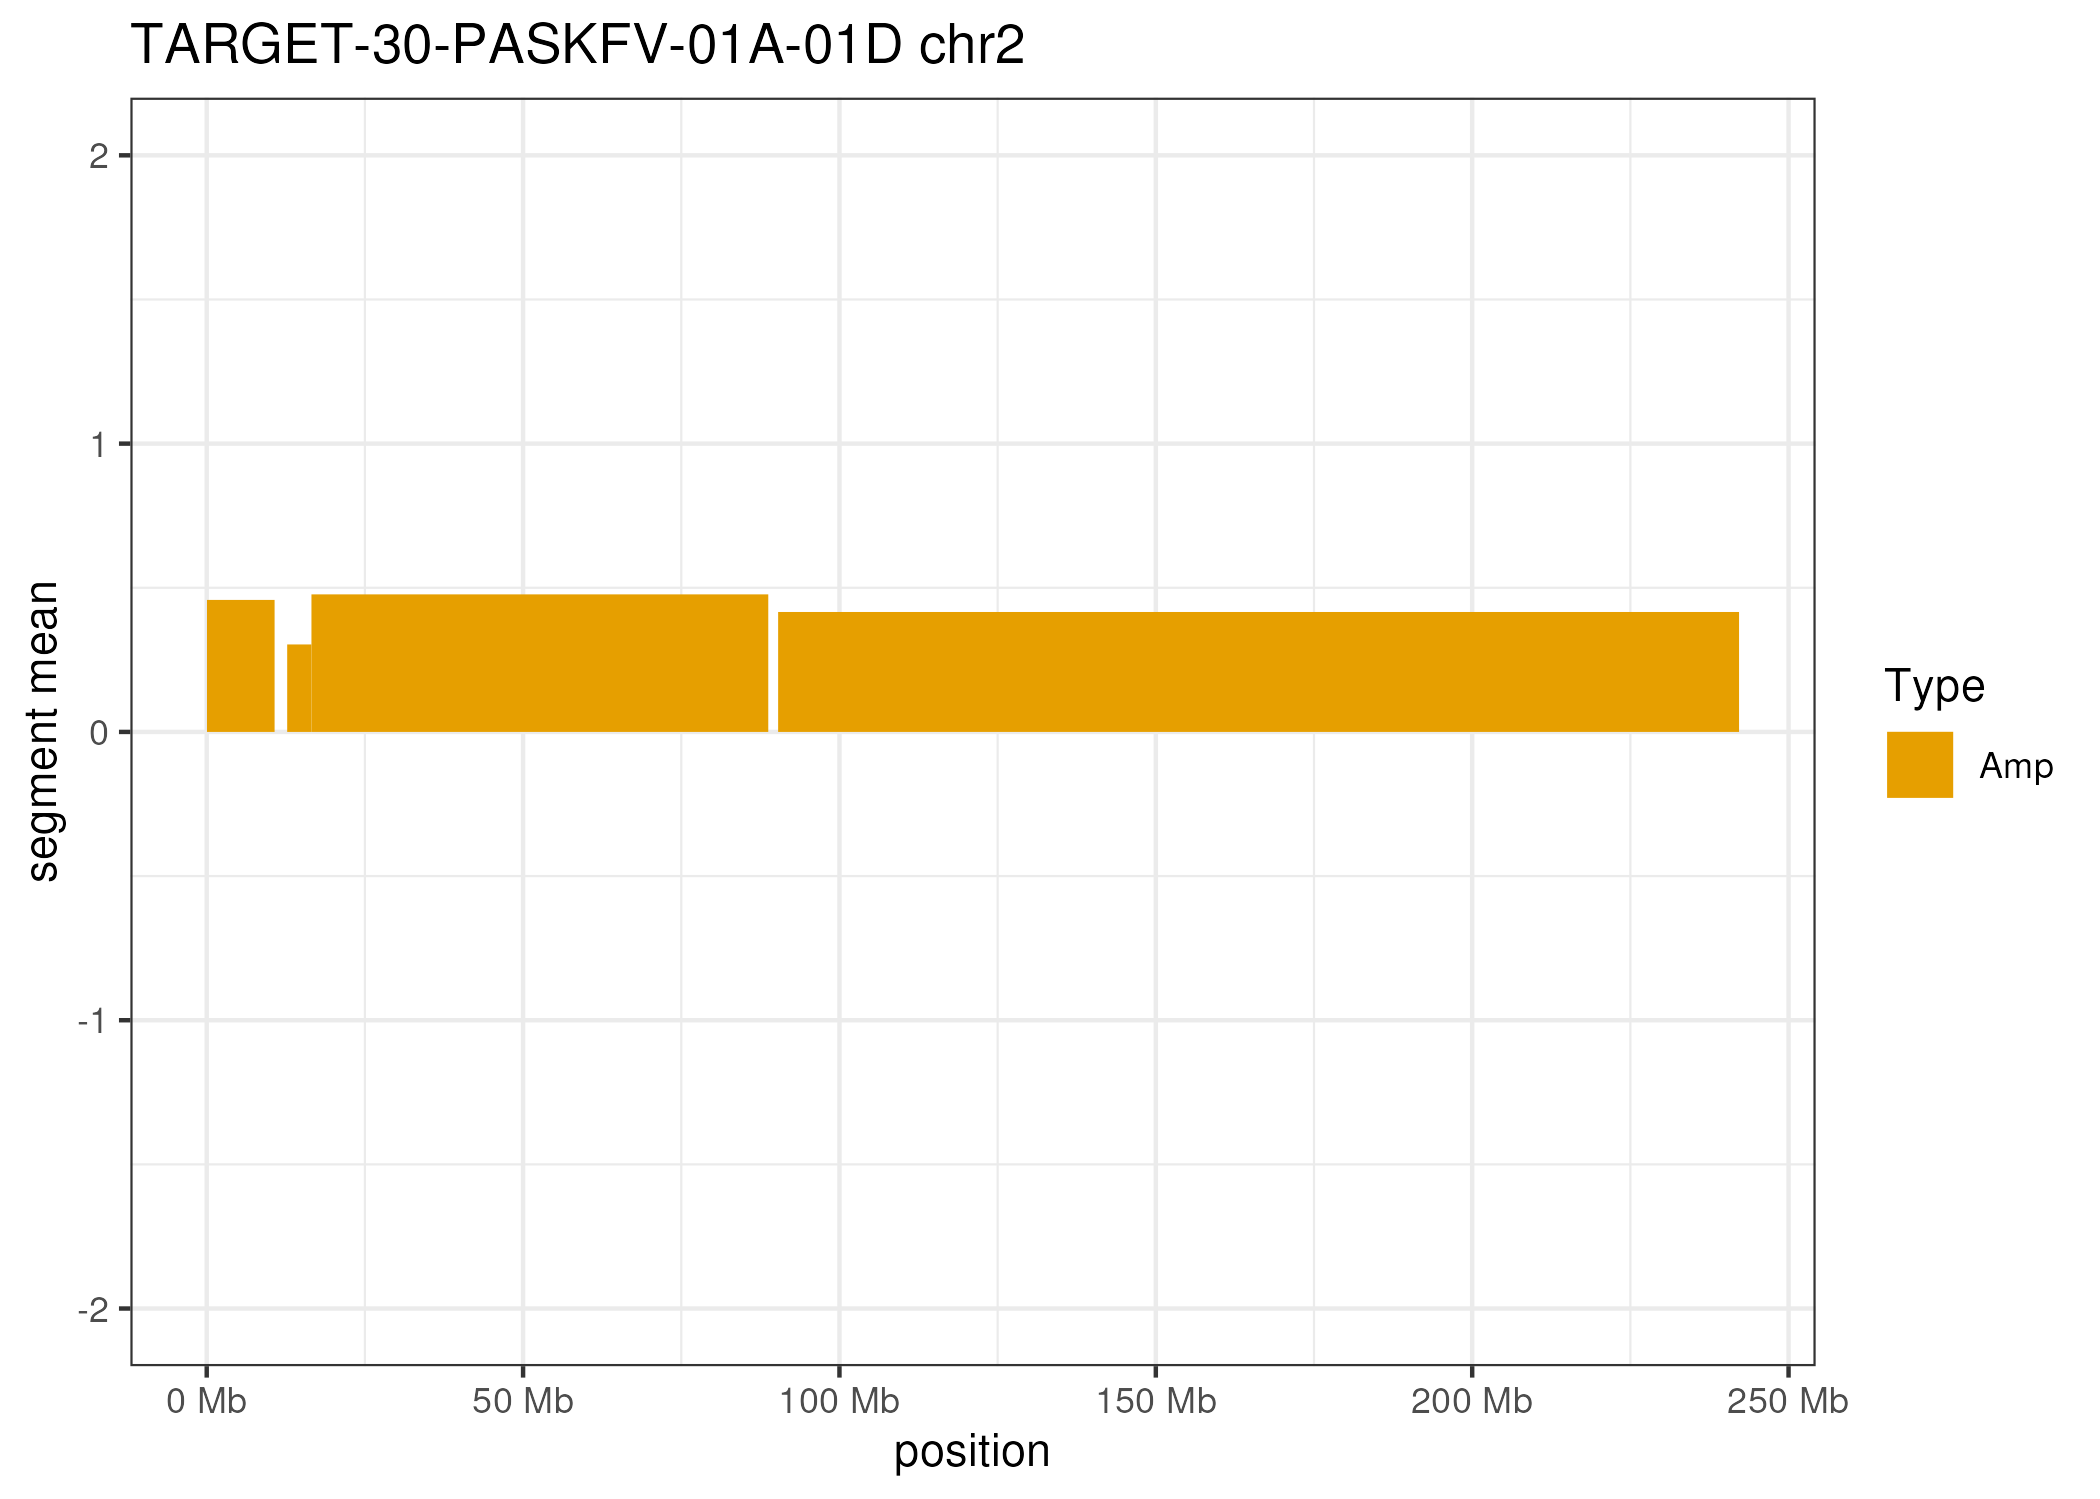 TARGET-30-PASKFV-01A-01D chr2
2
1
0
-1
-2
segment mean
0 Mb
50 Mb
100 Mb
150 Mb
200 Mb
250 Mb
position
Type
Amp